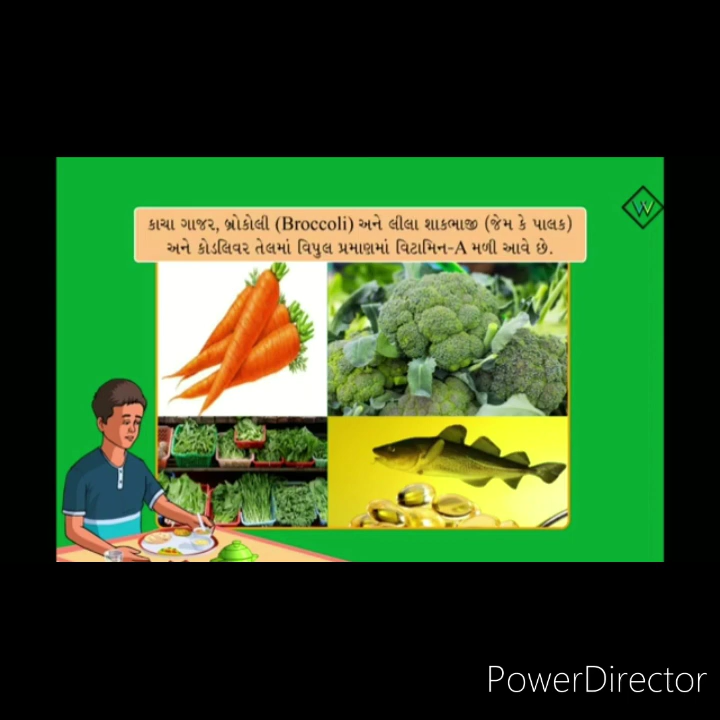 કાચા ગાજર, બ્રોકોલી (Broccoli) અને લીલા શાકભાજી (જેમ કે પાલક)
અને કોડલિવર તેલમાં વિપુલ પ્રમાણમાં વિટામિન-A મળી આવે છે.
W
PowerDirector